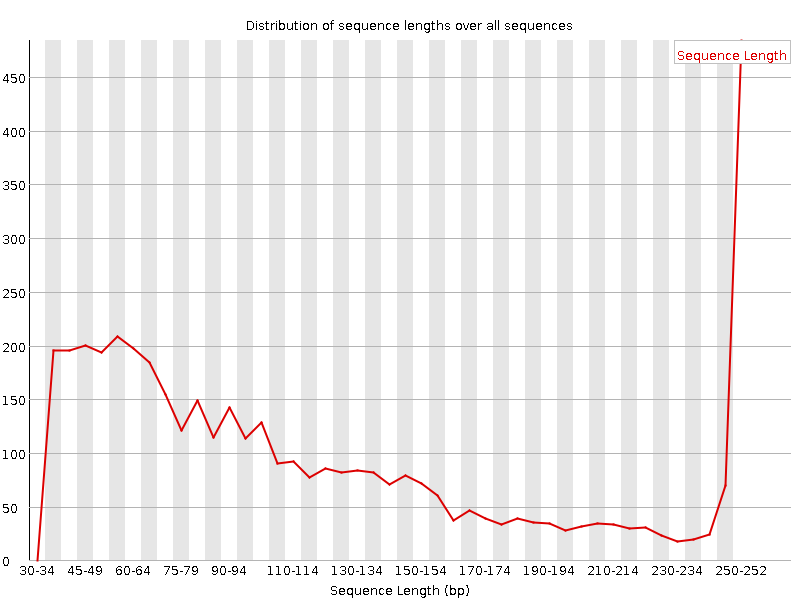 Distribution of sequence lengths over all sequences
Sequence Length
450
400
350
300
250
200
150
100
50
0
30-34 45-49 60-64 75-79 90-94 110-114 130-134 150-154 170-174 190-194 210-214 230-234 250-252
Sequence Length (bp)